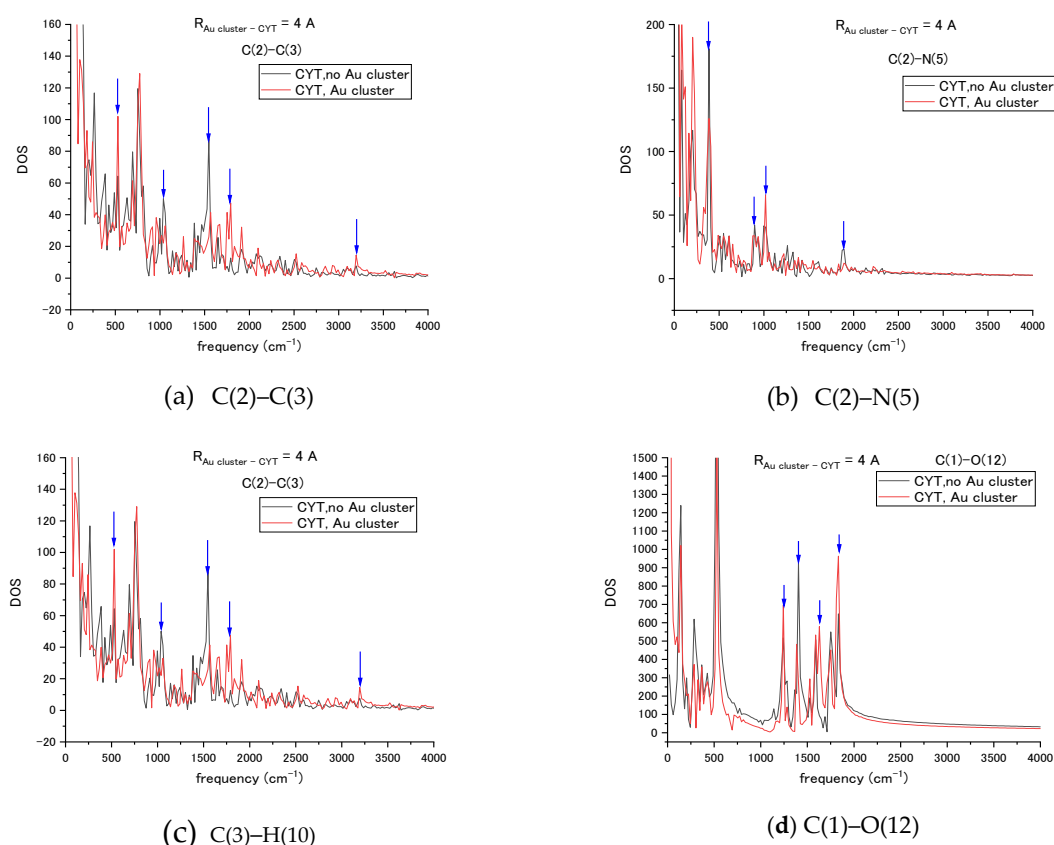 R Au cluster – CYT = 4 A
C(2)-C(3)
CYT,no Au cluster
CYT, Au cluster
DOS
160
140
120
100
80
60
40
20
0
-20
0 500 1000 1500 2000 2500 3000 3500 4000
frequency (cm⁻¹)
(a) C(2)–C(3)
R Au cluster – CYT = 4 A
C(2)-N(5)
CYT,no Au cluster
CYT, Au cluster
DOS
200
150
100
50
0
0 500 1000 1500 2000 2500 3000 3500 4000
frequency (cm⁻¹)
(b) C(2)–N(5)
R Au cluster – CYT = 4 A
C(2)-C(3)
CYT,no Au cluster
CYT, Au cluster
DOS
160
140
120
100
80
60
40
20
0
-20
0 500 1000 1500 2000 2500 3000 3500 4000
frequency (cm⁻¹)
(c) C(3)–H(10)
R Au cluster – CYT = 4 A C(1)-O(12)
CYT,no Au cluster
CYT, Au cluster
DOS
1500
1400
1300
1200
1100
1000
900
800
700
600
500
400
300
200
100
0
0 500 1000 1500 2000 2500 3000 3500 4000
frequency (cm⁻¹)
(d) C(1)–O(12)